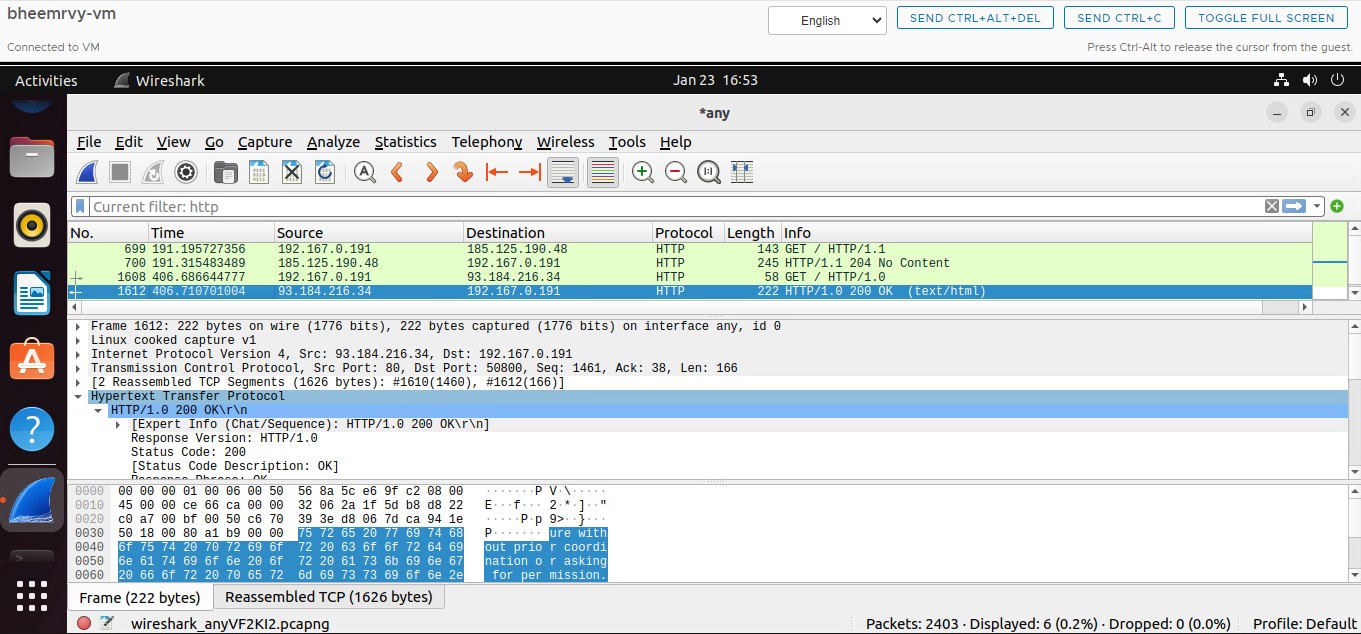 bheemrvy-vm
English
SEND CTRL+ALT+DEL
SEND CTRL+C
TOGGLE FULL SCREEN
Connected to VM
Press Ctrl-Alt to release the cursor from the guest.
Activities Wireshark Jan 23 16:53
*any
File Edit View Go Capture Analyze Statistics Telephony Wireless Tools Help
Current filter: http
No. Time Source Destination Protocol Length Info
699 191.195727356 192.167.0.191 185.125.190.48 HTTP 143 GET / HTTP/1.1
700 191.315483489 185.125.190.48 192.167.0.191 HTTP 245 HTTP/1.1 204 No Content
1608 406.686644777 192.167.0.191 93.184.216.34 HTTP 58 GET / HTTP/1.0
1612 406.710701004 93.184.216.34 192.167.0.191 HTTP 222 HTTP/1.0 200 OK (text/html)
Frame 1612: 222 bytes on wire (1776 bits), 222 bytes captured (1776 bits) on interface any, id 0
Linux cooked capture v1
Internet Protocol Version 4, Src: 93.184.216.34, Dst: 192.167.0.191
Transmission Control Protocol, Src Port: 80, Dst Port: 50800, Seq: 1461, Ack: 38, Len: 166
[2 Reassembled TCP Segments (1626 bytes): #1610(1460), #1612(166)]
Hypertext Transfer Protocol
HTTP/1.0 200 OK\r\n
[Expert Info (Chat/Sequence): HTTP/1.0 200 OK\r\n]
Response Version: HTTP/1.0
Status Code: 200
[Status Code Description: OK]
Response Phrase: OK
0000 00 00 00 01 00 06 00 50 56 8a 5c e6 9f c2 08 00 ·······P V·\·····
0010 45 00 00 ce 66 ca 00 00 32 06 2a 1f 5d b8 d8 22 E···f··· 2·*·]··"
0020 c0 a7 00 bf 00 50 c6 70 39 3e d8 06 7d ca 94 1e ·····P·p 9>··}···
0030 50 18 00 80 a1 b9 00 00 75 72 65 20 77 69 74 68 P······· ure with
0040 6f 75 74 20 70 72 69 6f 72 20 63 6f 6f 72 64 69 out prio r coordi
0050 6e 61 74 69 6f 6e 20 6f 72 20 61 73 6b 69 6e 67 nation o r asking
0060 20 66 6f 72 20 70 65 72 6d 69 73 73 69 6f 6e 2e for per mission.
Frame (222 bytes) Reassembled TCP (1626 bytes)
wireshark_anyVF2KI2.pcapng Packets: 2403 · Displayed: 6 (0.2%) · Dropped: 0 (0.0%) Profile: Default